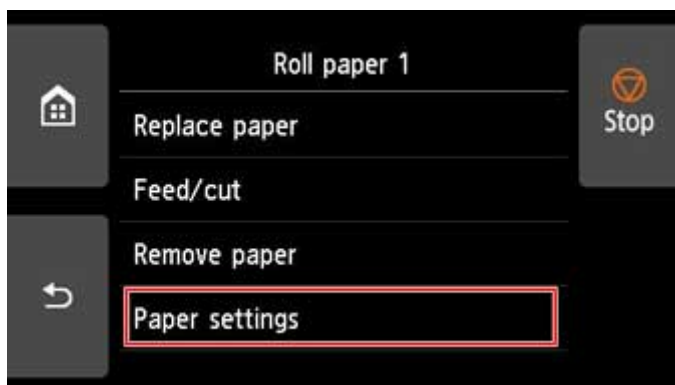 Roll paper 1
Replace paper
Stop
Feed/cut
Remove paper
Paper settings